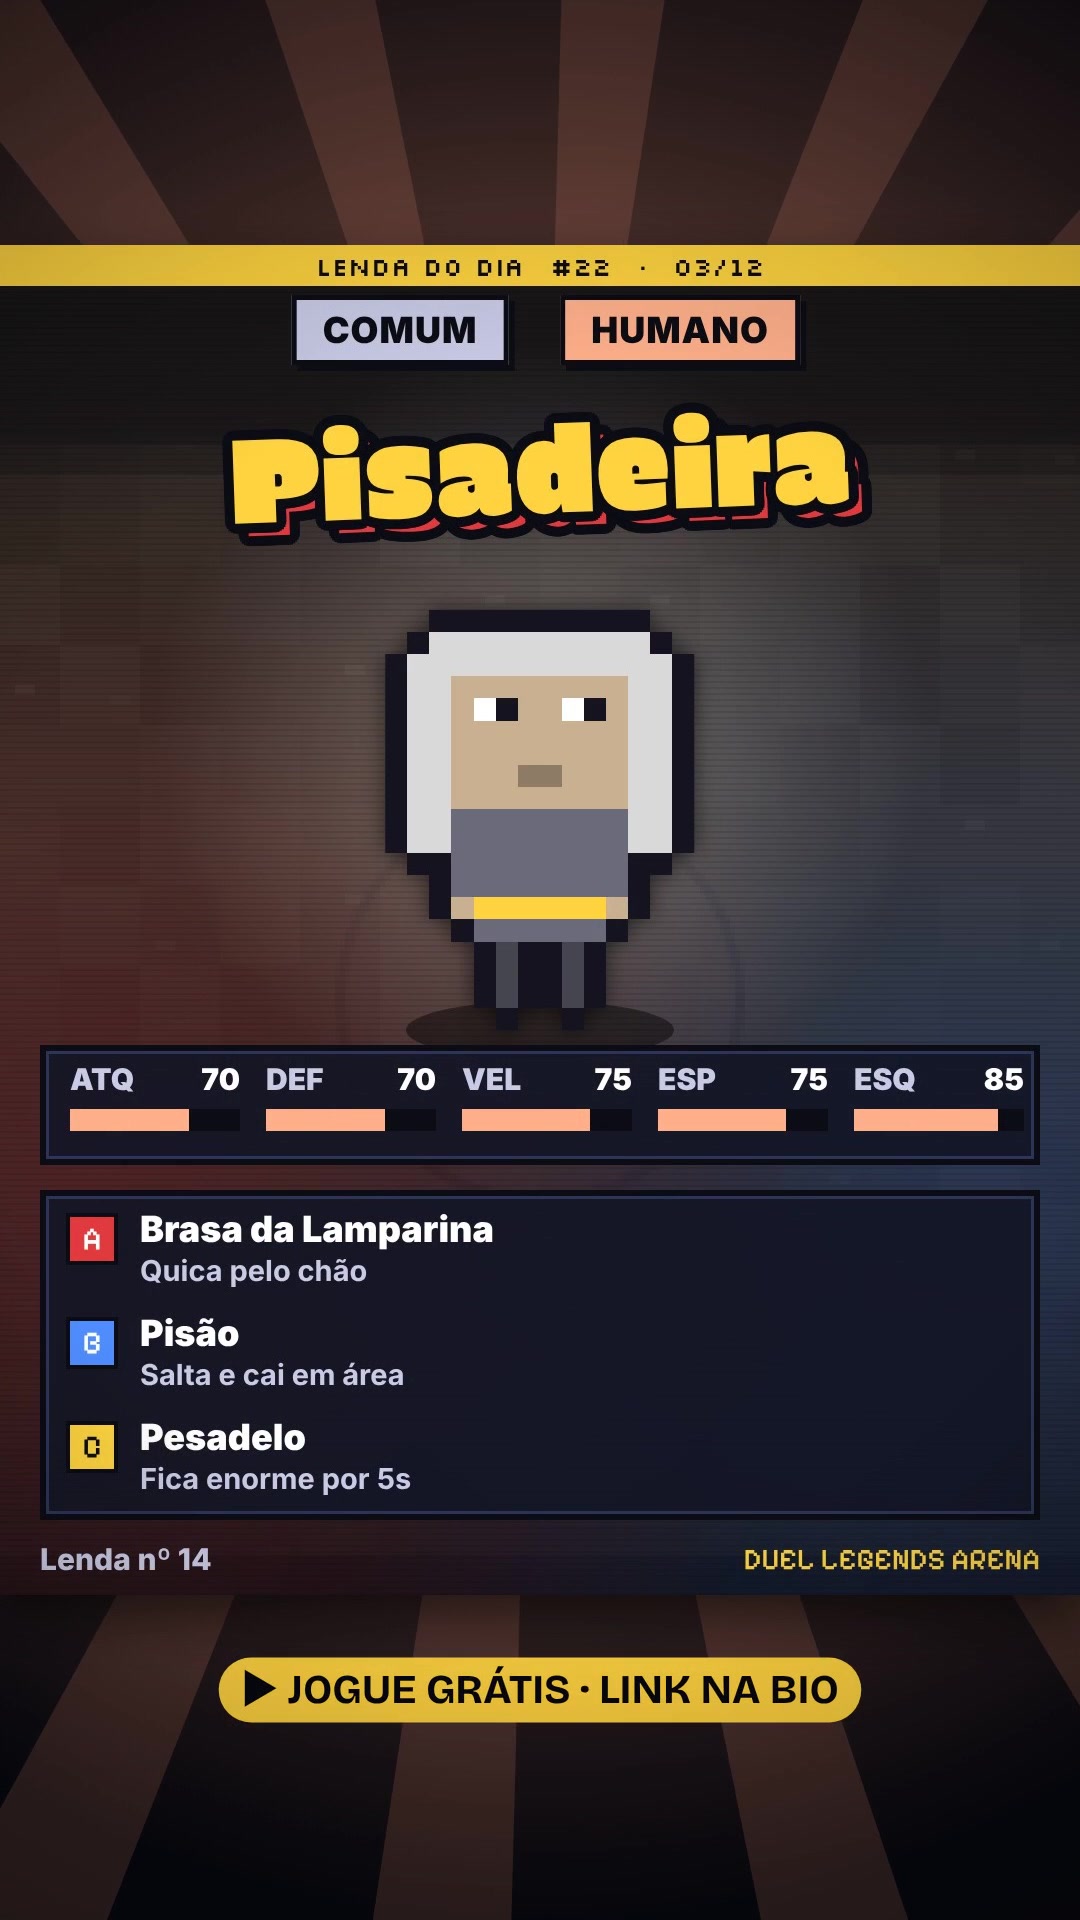 LENDA DO DIA #22 · 03/12
COMUM HUMANO
Pisadeira
ATQ 70 DEF 70 VEL 75 ESP 75 ESQ 85
A Brasa da Lamparina
Quica pelo chão
B Pisão
Salta e cai em área
C Pesadelo
Fica enorme por 5s
Lenda nº 14 DUEL LEGENDS ARENA
▶ JOGUE GRÁTIS · LINK NA BIO